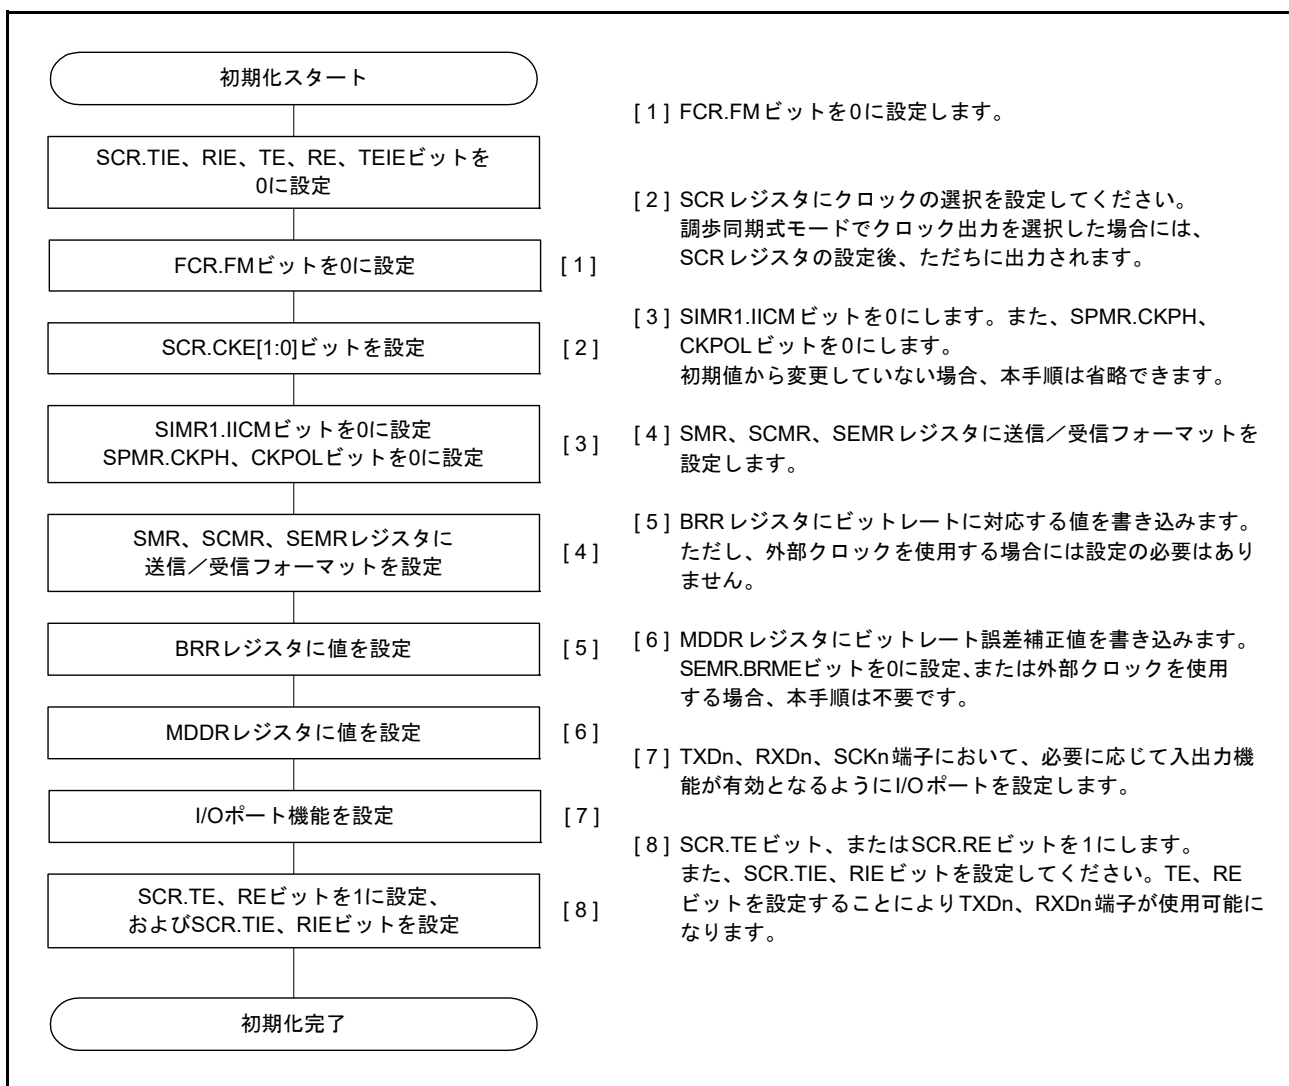 初期化スタート
SCR.TIE、RIE、TE、RE、TEIEビットを
0に設定
FCR.FMビットを0に設定
[ 1 ]
SCR.CKE[1:0]ビットを設定
[ 2 ]
SIMR1.IICMビットを0に設定
SPMR.CKPH、CKPOLビットを0に設定
[ 3 ]
SMR、SCMR、SEMRレジスタに
送信／受信フォーマットを設定
[ 4 ]
BRRレジスタに値を設定
[ 5 ]
MDDRレジスタに値を設定
[ 6 ]
I/Oポート機能を設定
[ 7 ]
SCR.TE、REビットを1に設定、
およびSCR.TIE、RIEビットを設定
[ 8 ]
初期化完了
[ 1 ] FCR.FMビットを0に設定します。
[ 2 ] SCRレジスタにクロックの選択を設定してください。
調歩同期式モードでクロック出力を選択した場合には、
SCRレジスタの設定後、ただちに出力されます。
[ 3 ] SIMR1.IICMビットを0にします。また、SPMR.CKPH、
CKPOLビットを0にします。
初期値から変更していない場合、本手順は省略できます。
[ 4 ] SMR、SCMR、SEMRレジスタに送信／受信フォーマットを
設定します。
[ 5 ] BRRレジスタにビットレートに対応する値を書き込みます。
ただし、外部クロックを使用する場合には設定の必要はあり
ません。
[ 6 ] MDDRレジスタにビットレート誤差補正値を書き込みます。
SEMR.BRMEビットを0に設定、または外部クロックを使用
する場合、本手順は不要です。
[ 7 ] TXDn、RXDn、SCKn端子において、必要に応じて入出力機
能が有効となるようにI/Oポートを設定します。
[ 8 ] SCR.TEビット、またはSCR.REビットを1にします。
また、SCR.TIE、RIEビットを設定してください。TE、RE
ビットを設定することによりTXDn、RXDn端子が使用可能に
なります。